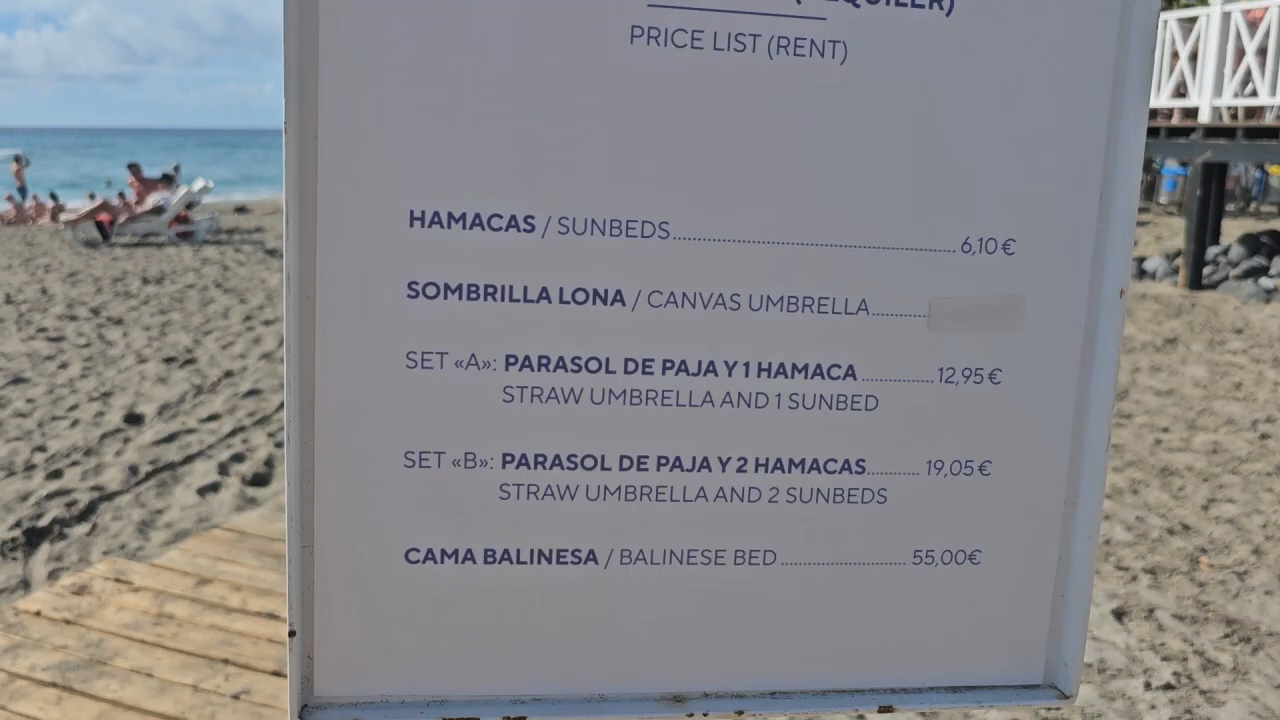 PRICE LIST (RENT)
HAMACAS / SUNBEDS 6,10€
SOMBRILLA LONA / CANVAS UMBRELLA
SET «A»: PARASOL DE PAJA Y 1 HAMACA 12,95€
STRAW UMBRELLA AND 1 SUNBED
SET «B»: PARASOL DE PAJA Y 2 HAMACAS 19,05€
STRAW UMBRELLA AND 2 SUNBEDS
CAMA BALINESA / BALINESE BED 55,00€